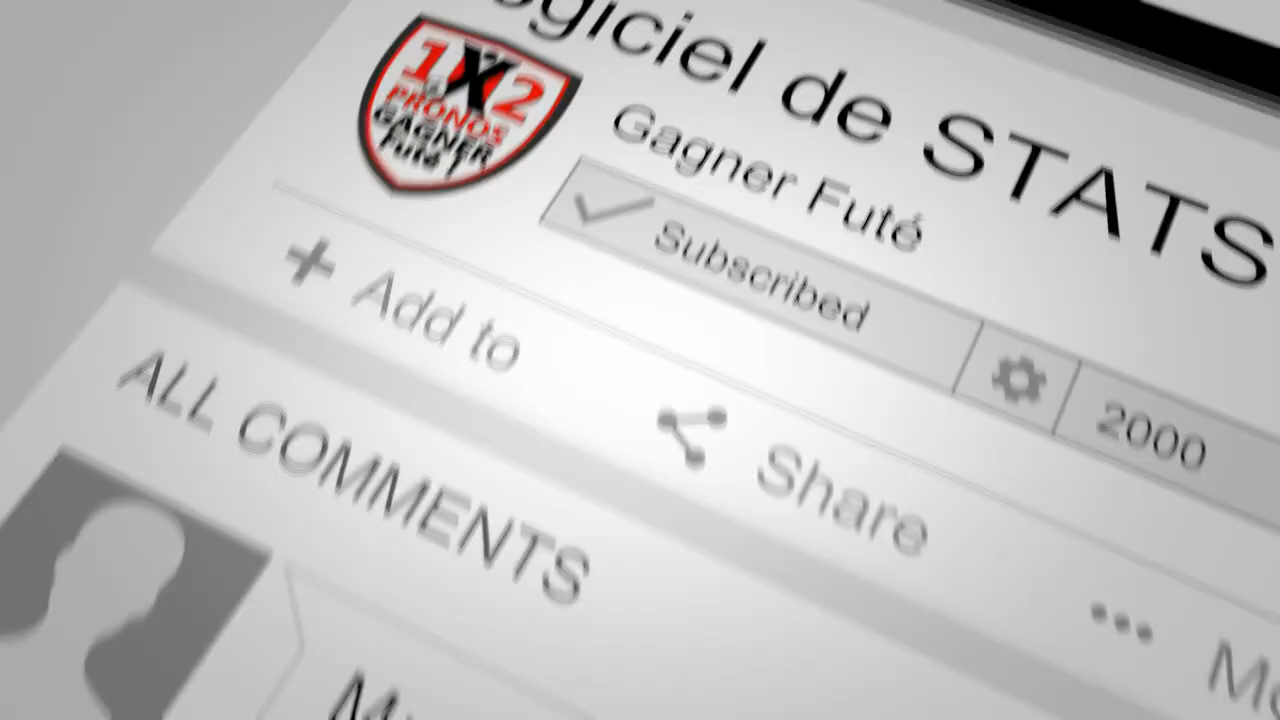 ogiciel de STATS
1X2
PRONOS
GAGNER
Futé !
Gagner Futé
Subscribed
2000
Add to
Share
ALL COMMENTS